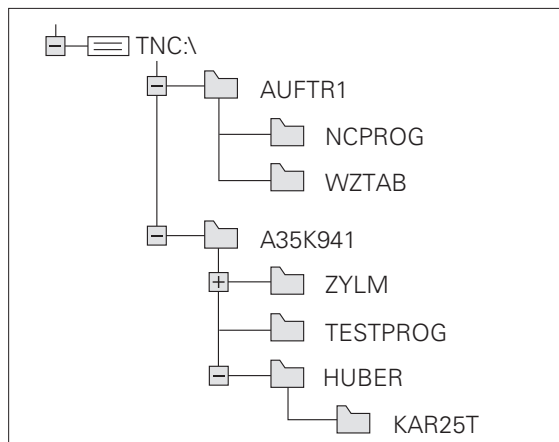 TNC:\
AUFTR1
NCPROG
WZTAB
A35K941
ZYLM
TESTPROG
HUBER
KAR25T